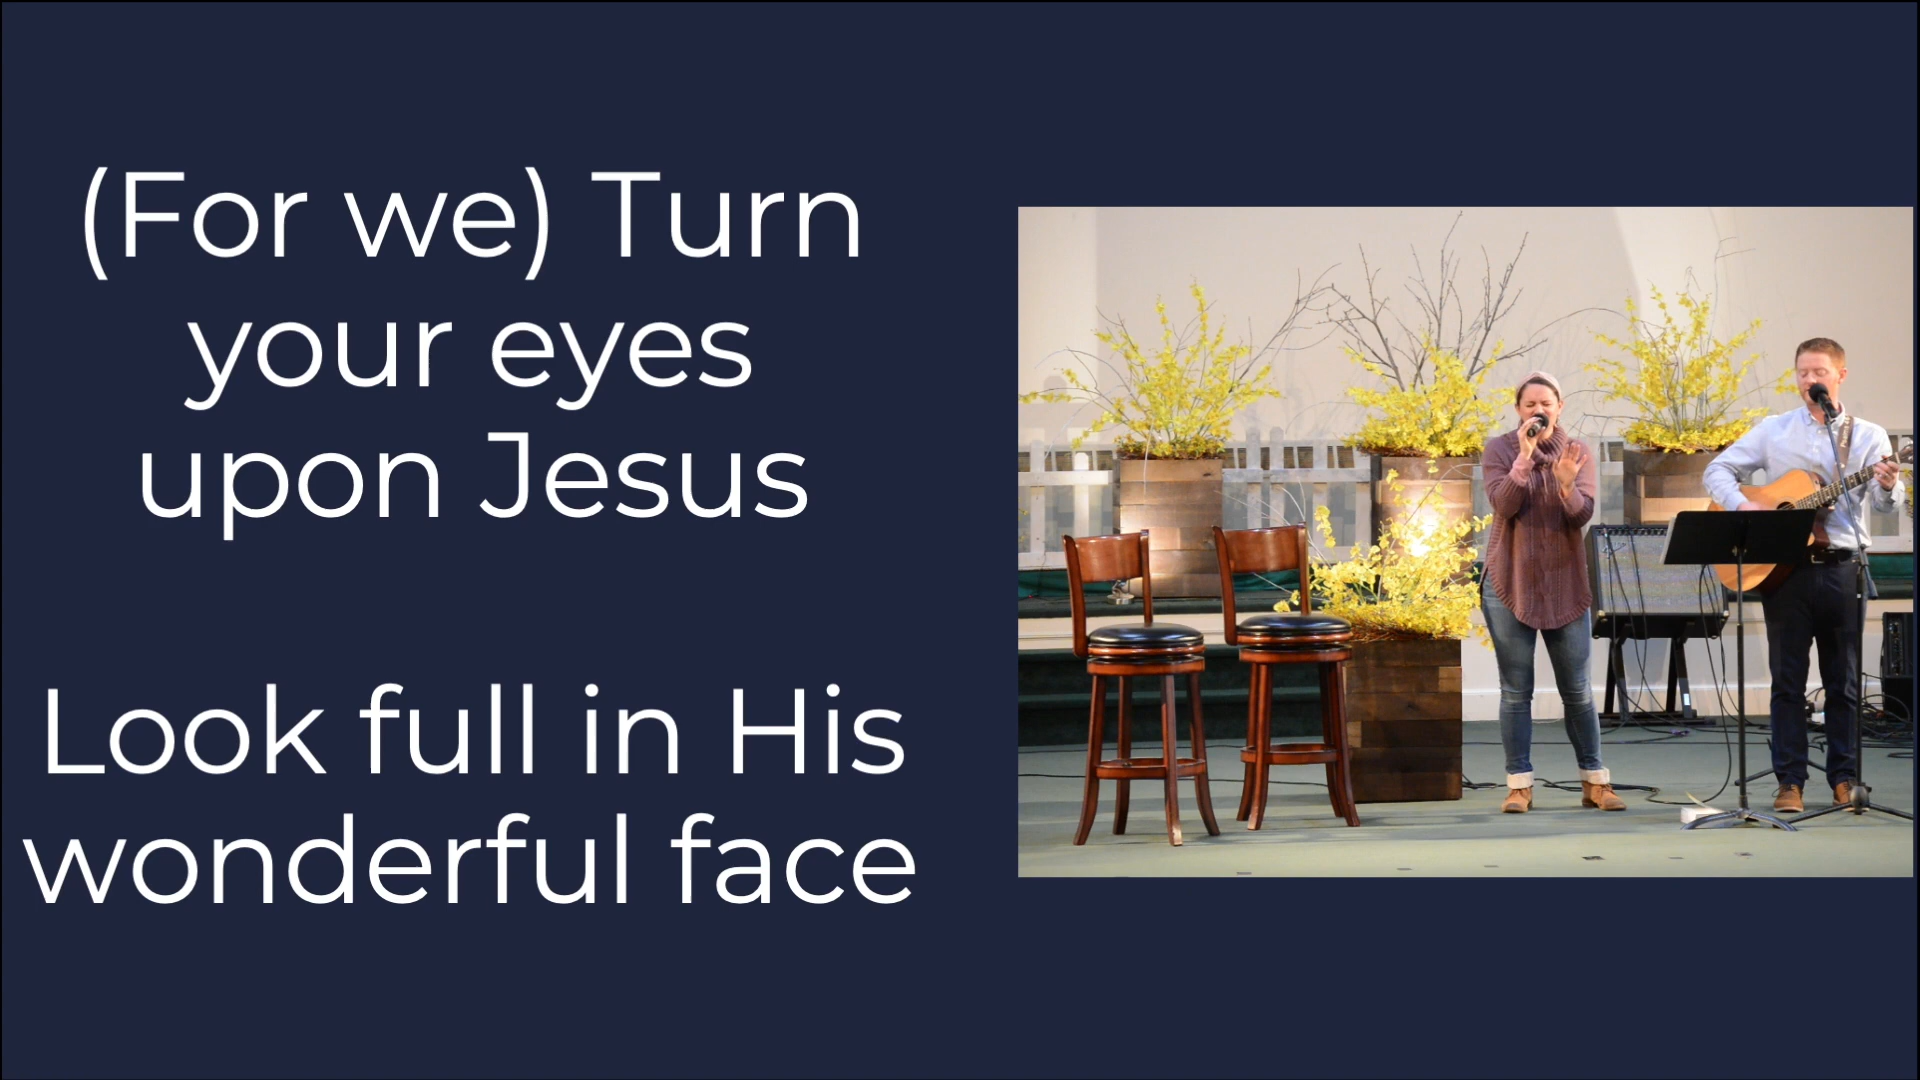 (For we) Turn
your eyes
upon Jesus
Look full in His
wonderful face